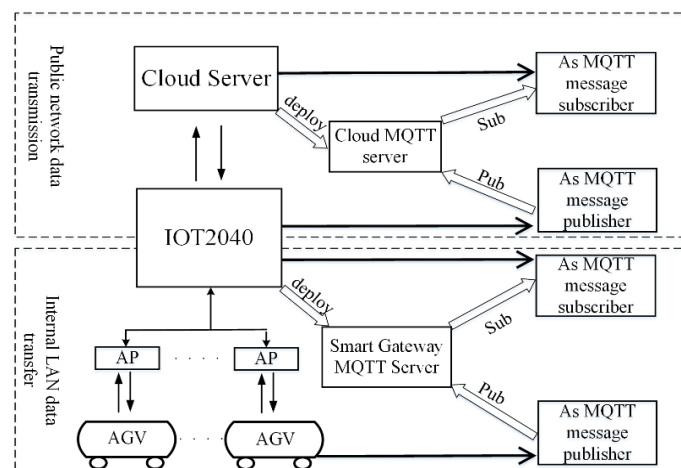 Public network data
transmission
Cloud Server
deploy
Cloud MQTT
server
Sub
As MQTT
message
subscriber
Pub
As MQTT
message
publisher
IOT2040
Internal LAN data
transfer
deploy
Smart Gateway
MQTT Server
Sub
As MQTT
message
subscriber
Pub
As MQTT
message
publisher
AP
AP
AGV
AGV